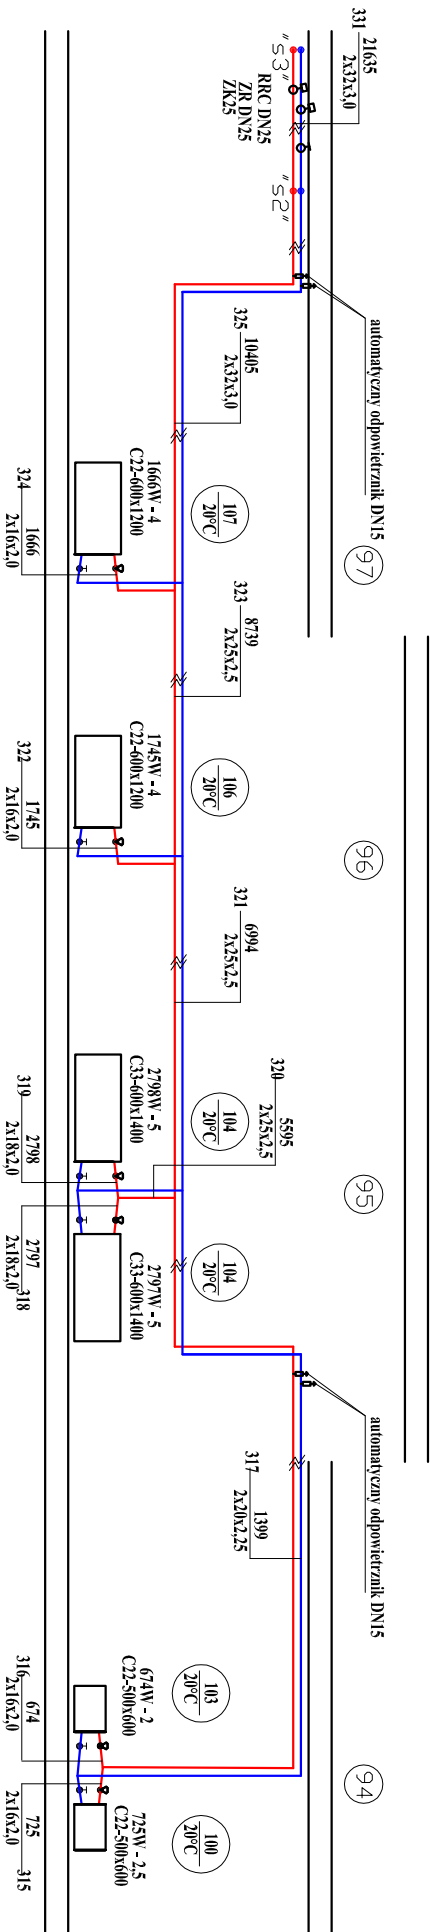 331
21635
2x32x3,0
"S3"
RRC DN25
ZR DN25
ZK25
"S2"
automatyczny odpowietrznik DN15
97
325
10405
2x32x3,0
107
20°C
1666W - 4
C22-600x1200
324
1666
2x16x2,0
323
8739
2x25x2,5
96
106
20°C
1745W - 4
C22-600x1200
322
1745
2x16x2,0
321
6994
2x25x2,5
95
320
5595
2x25x2,5
104
20°C
2798W - 5
C33-600x1400
319
2798
2x18x2,0
104
20°C
2797W - 5
C33-600x1400
2797
318
2x18x2,0
automatyczny odpowietrznik DN15
317
1399
2x20x2,25
94
103
20°C
674W - 2
C22-500x600
316
674
2x16x2,0
100
20°C
725W - 2,5
C22-500x600
725
315
2x16x2,0